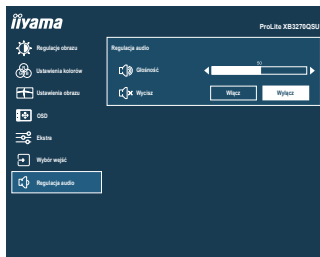 iiyama
ProLite XB3270QSU
Regulacje obrazu
Ustawienia kolorów
Ustawienia obrazu
OSD
Ekstra
Wybór wejść
Regulacja audio
Regulacja audio
Głośność
50
Wycisz
Włącz
Wyłącz